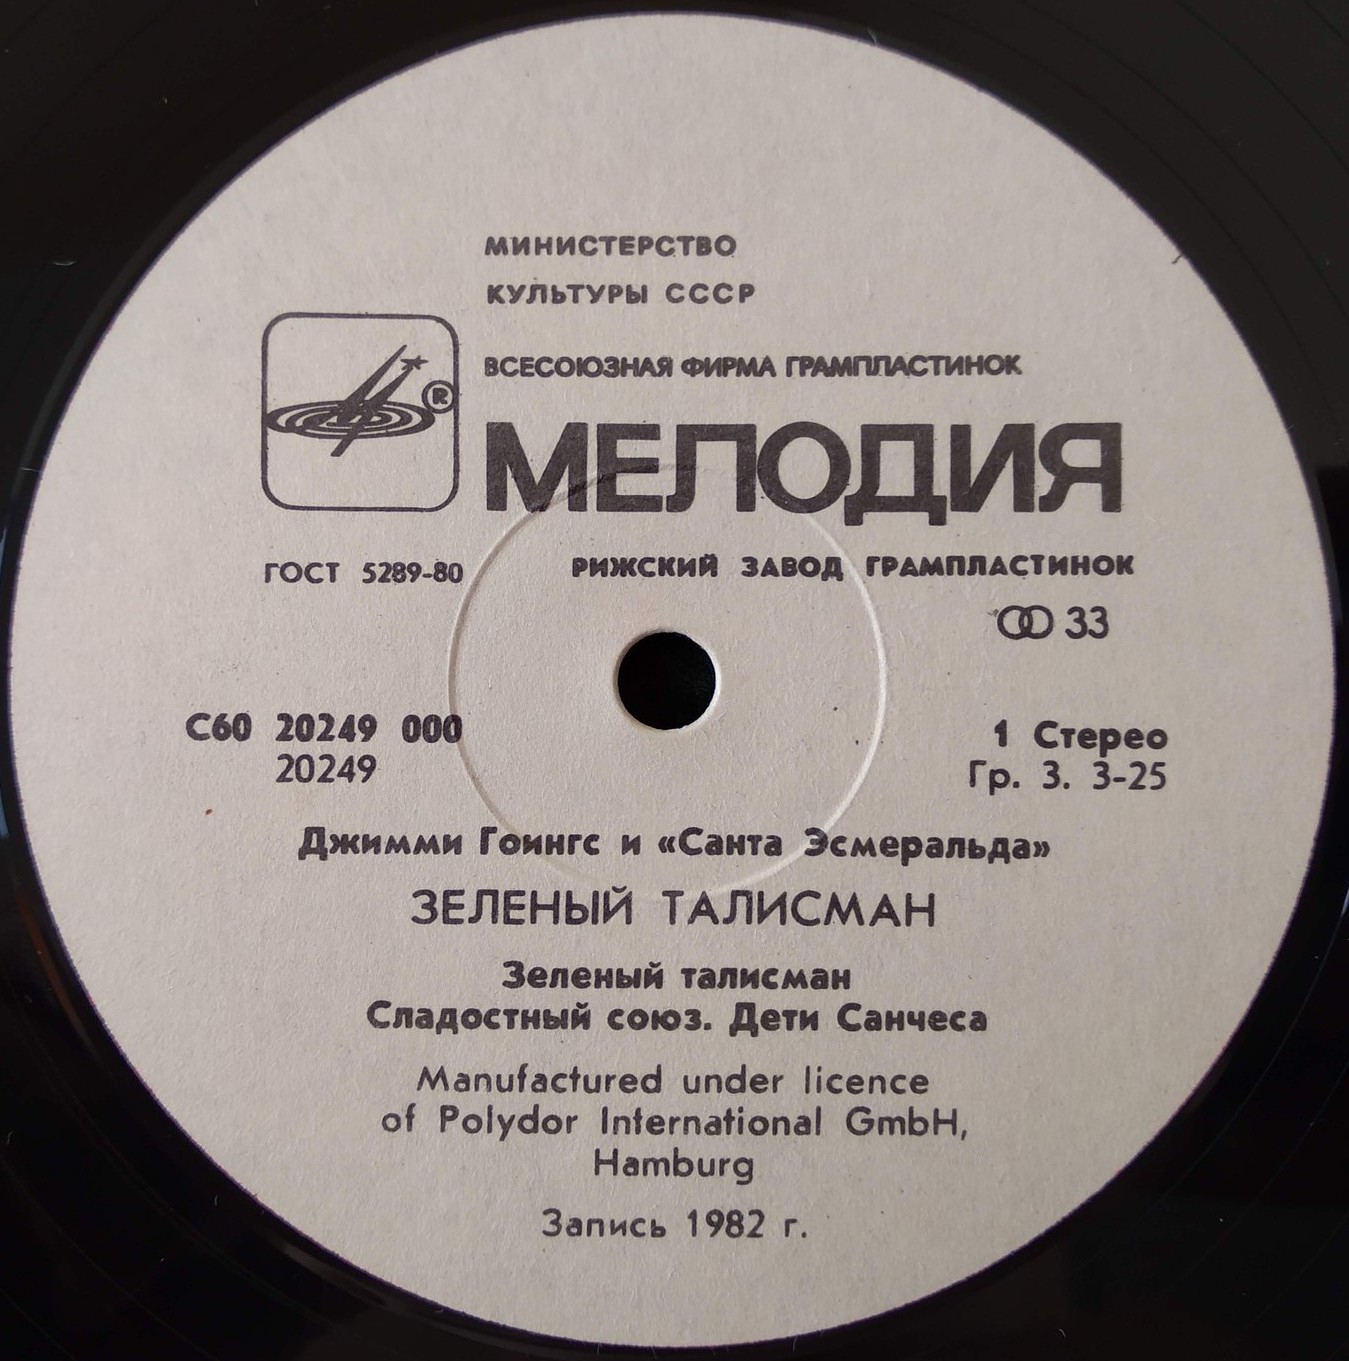 МИНИСТЕРСТВО
КУЛЬТУРЫ СССР
ВСЕСОЮЗНАЯ ФИРМА ГРАМПЛАСТИНОК
®
МЕЛОДИЯ
ГОСТ 5289-80
РИЖСКИЙ ЗАВОД ГРАМПЛАСТИНОК
33
С60 20249 000
20249
1 Стерео
Гр. 3. 3-25
Джимми Гоингс и «Санта Эсмеральда»
ЗЕЛЕНЫЙ ТАЛИСМАН
Зеленый талисман
Сладостный союз. Дети Санчеса
Manufactured under licence
of Polydor International GmbH,
Hamburg
Запись 1982 г.